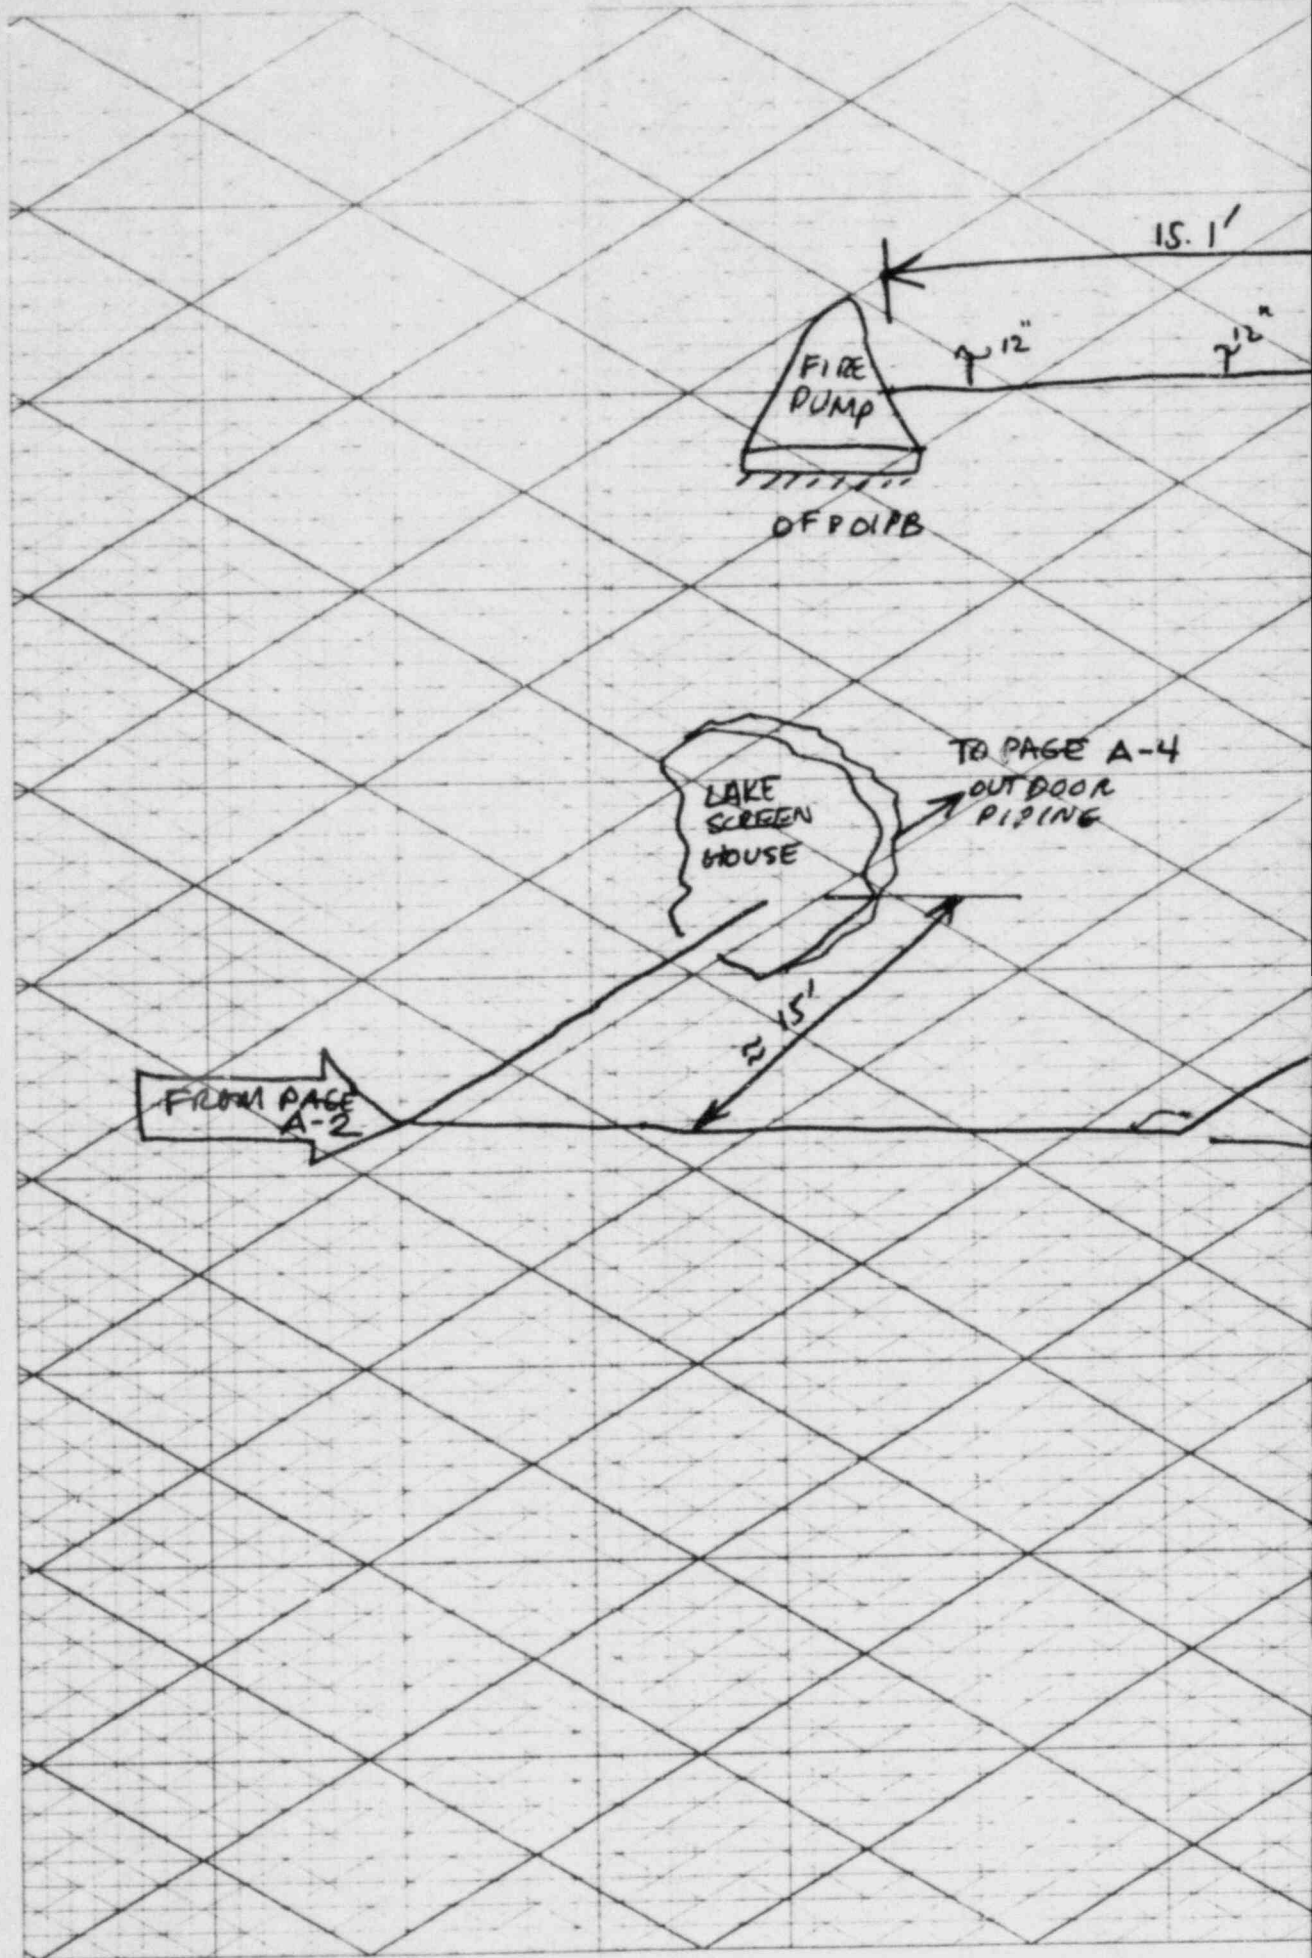 15.1'
12"
12"
FIRE
PUMP
OFP01PB
TO PAGE A-4
OUTDOOR
PIPING
LAKE
SCREEN
HOUSE
≈ 15'
FROM PAGE
A-2